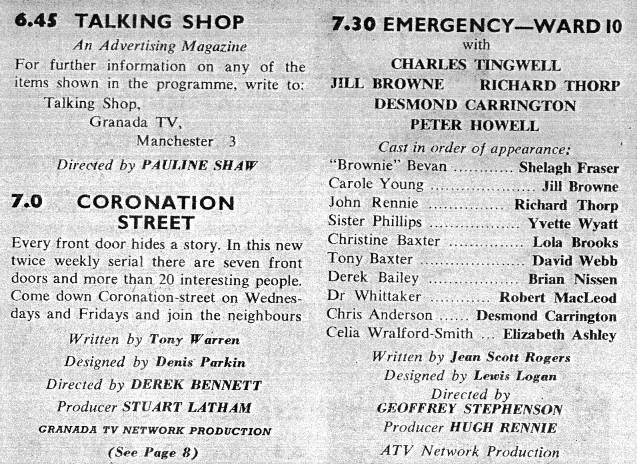 6.45 TALKING SHOP
An Advertising Magazine
For further information on any of the
items shown in the programme, write to:
Talking Shop,
Granada TV,
Manchester 3
Directed by PAULINE SHAW
7.0 CORONATION
STREET
Every front door hides a story. In this new
twice weekly serial there are seven front
doors and more than 20 interesting people.
Come down Coronation-street on Wednes-
days and Fridays and join the neighbours
Written by Tony Warren
Designed by Denis Parkin
Directed by DEREK BENNETT
Producer STUART LATHAM
GRANADA TV NETWORK PRODUCTION
(See Page 8)
7.30 EMERGENCY—WARD 10
with
CHARLES TINGWELL
JILL BROWNE RICHARD THORP
DESMOND CARRINGTON
PETER HOWELL
Cast in order of appearance:
"Brownie" Bevan ............ Shelagh Fraser
Carole Young ..................... Jill Browne
John Rennie ................. Richard Thorp
Sister Phillips .................. Yvette Wyatt
Christine Baxter ............... Lola Brooks
Tony Baxter ..................... David Webb
Derek Bailey .................. Brian Nissen
Dr Whittaker ............ Robert MacLeod
Chris Anderson ...... Desmond Carrington
Celia Wralford-Smith ... Elizabeth Ashley
Written by Jean Scott Rogers
Designed by Lewis Logan
Directed by
GEOFFREY STEPHENSON
Producer HUGH RENNIE
ATV Network Production